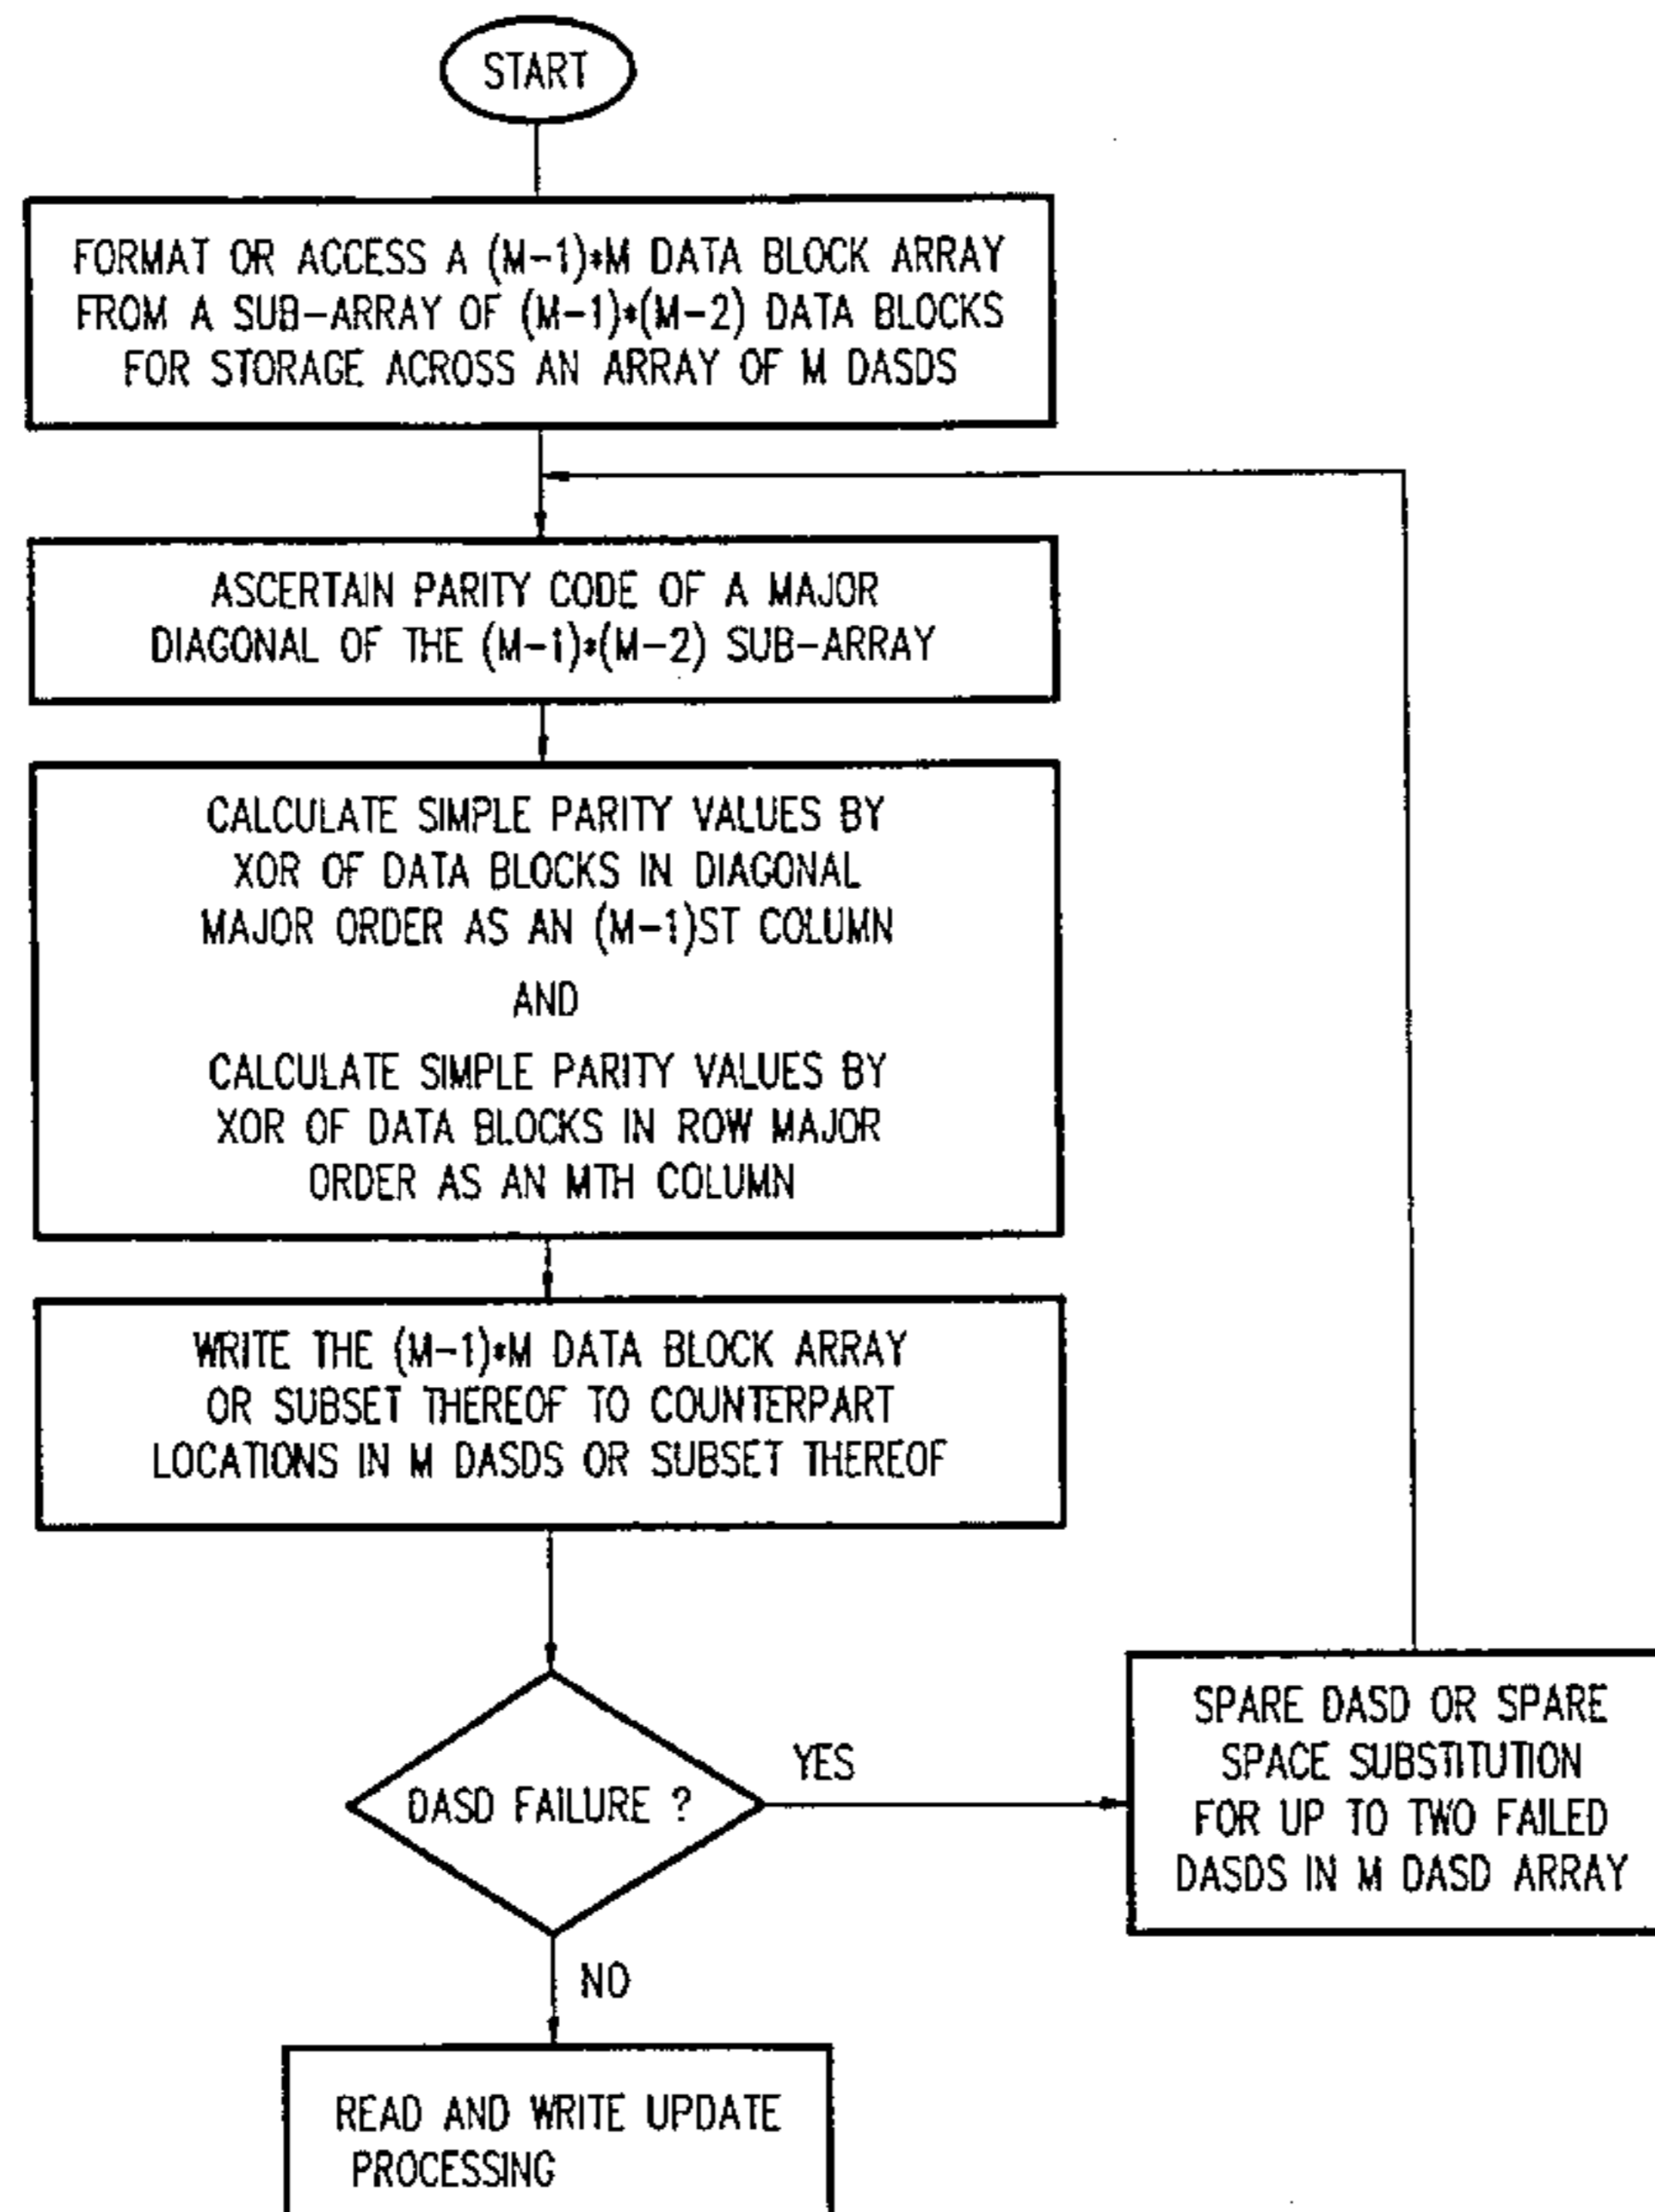 START
FORMAT OR ACCESS A (M-1)*M DATA BLOCK ARRAY
FROM A SUB-ARRAY OF (M-1)*(M-2) DATA BLOCKS
FOR STORAGE ACROSS AN ARRAY OF M DASDS
ASCERTAIN PARITY CODE OF A MAJOR
DIAGONAL OF THE (M-1)*(M-2) SUB-ARRAY
CALCULATE SIMPLE PARITY VALUES BY
XOR OF DATA BLOCKS IN DIAGONAL
MAJOR ORDER AS AN (M-1)ST COLUMN
AND
CALCULATE SIMPLE PARITY VALUES BY
XOR OF DATA BLOCKS IN ROW MAJOR
ORDER AS AN MTH COLUMN
WRITE THE (M-1)*M DATA BLOCK ARRAY
OR SUBSET THEREOF TO COUNTERPART
LOCATIONS IN M DASDS OR SUBSET THEREOF
DASD FAILURE ?
YES
SPARE DASD OR SPARE
SPACE SUBSTITUTION
FOR UP TO TWO FAILED
DASDS IN M DASD ARRAY
NO
READ AND WRITE UPDATE
PROCESSING